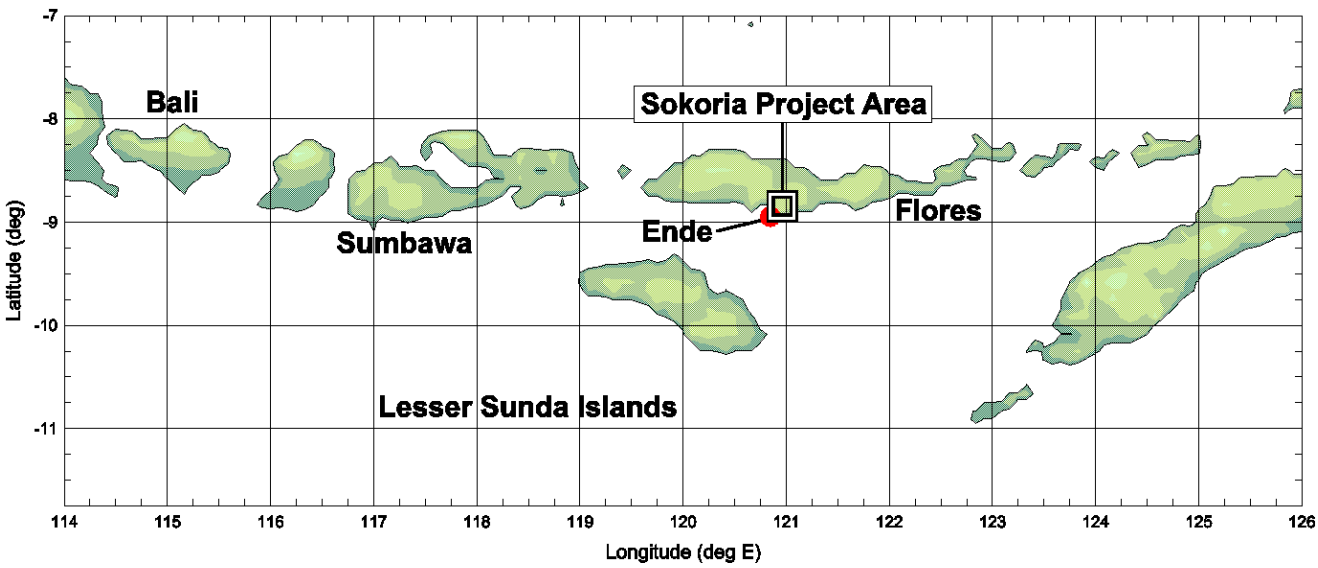 -7
Bali
Sokoria Project Area
-8
Flores
Ende
-9
Sumbawa
Latitude (deg)
-10
Lesser Sunda Islands
-11
114 115 116 117 118 119 120 121 122 123 124 125 126
Longitude (deg E)